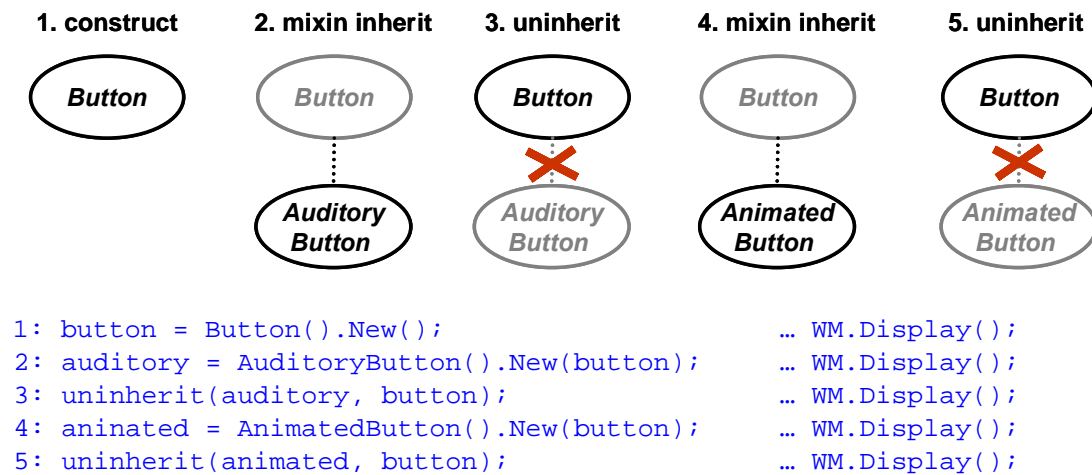 1. construct 2. mixin inherit 3. uninherit 4. mixin inherit 5. uninherit
Button Button Button Button Button
Auditory Auditory Animated Animated
Button Button Button Button
1: button = Button().New(); … WM.Display();
2: auditory = AuditoryButton().New(button); … WM.Display();
3: uninherit(auditory, button); … WM.Display();
4: aninated = AnimatedButton().New(button); … WM.Display();
5: uninherit(animated, button); … WM.Display();